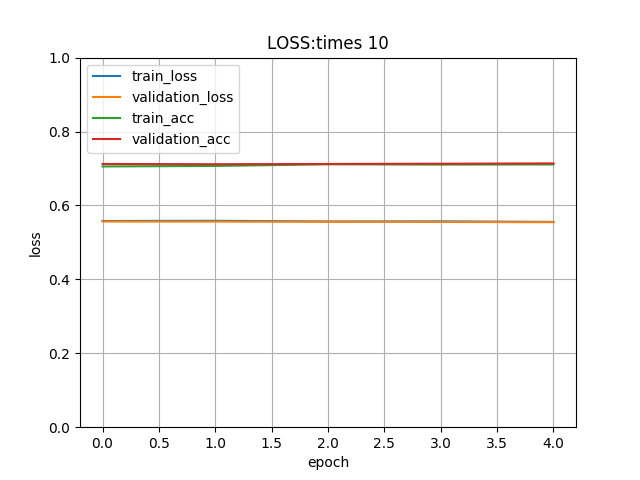 LOSS:times 10
1.0
0.8
0.6
0.4
0.2
0.0
loss
train_loss
validation_loss
train_acc
validation_acc
0.0 0.5 1.0 1.5 2.0 2.5 3.0 3.5 4.0
epoch